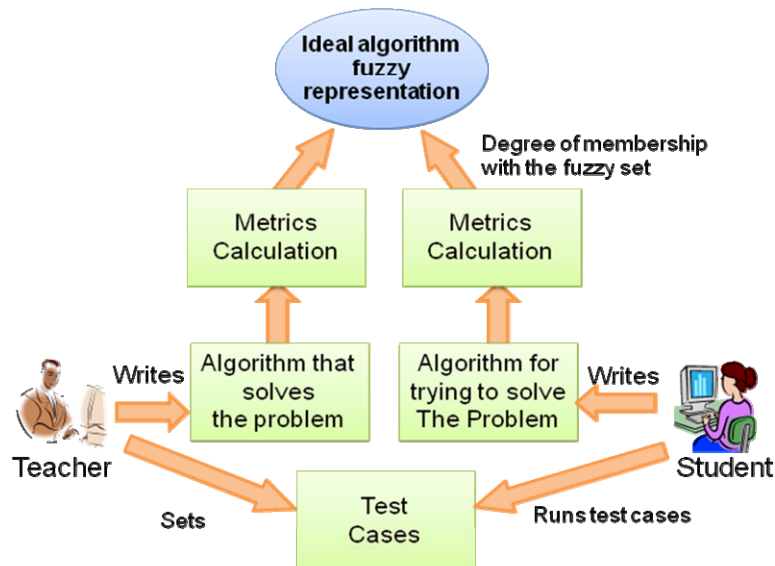 Ideal algorithm
fuzzy
representation
Degree of membership
with the fuzzy set
Metrics
Calculation
Metrics
Calculation
Writes
Algorithm that
solves
the problem
Algorithm for
trying to solve
The Problem
Writes
Teacher
Student
Sets
Test
Cases
Runs test cases